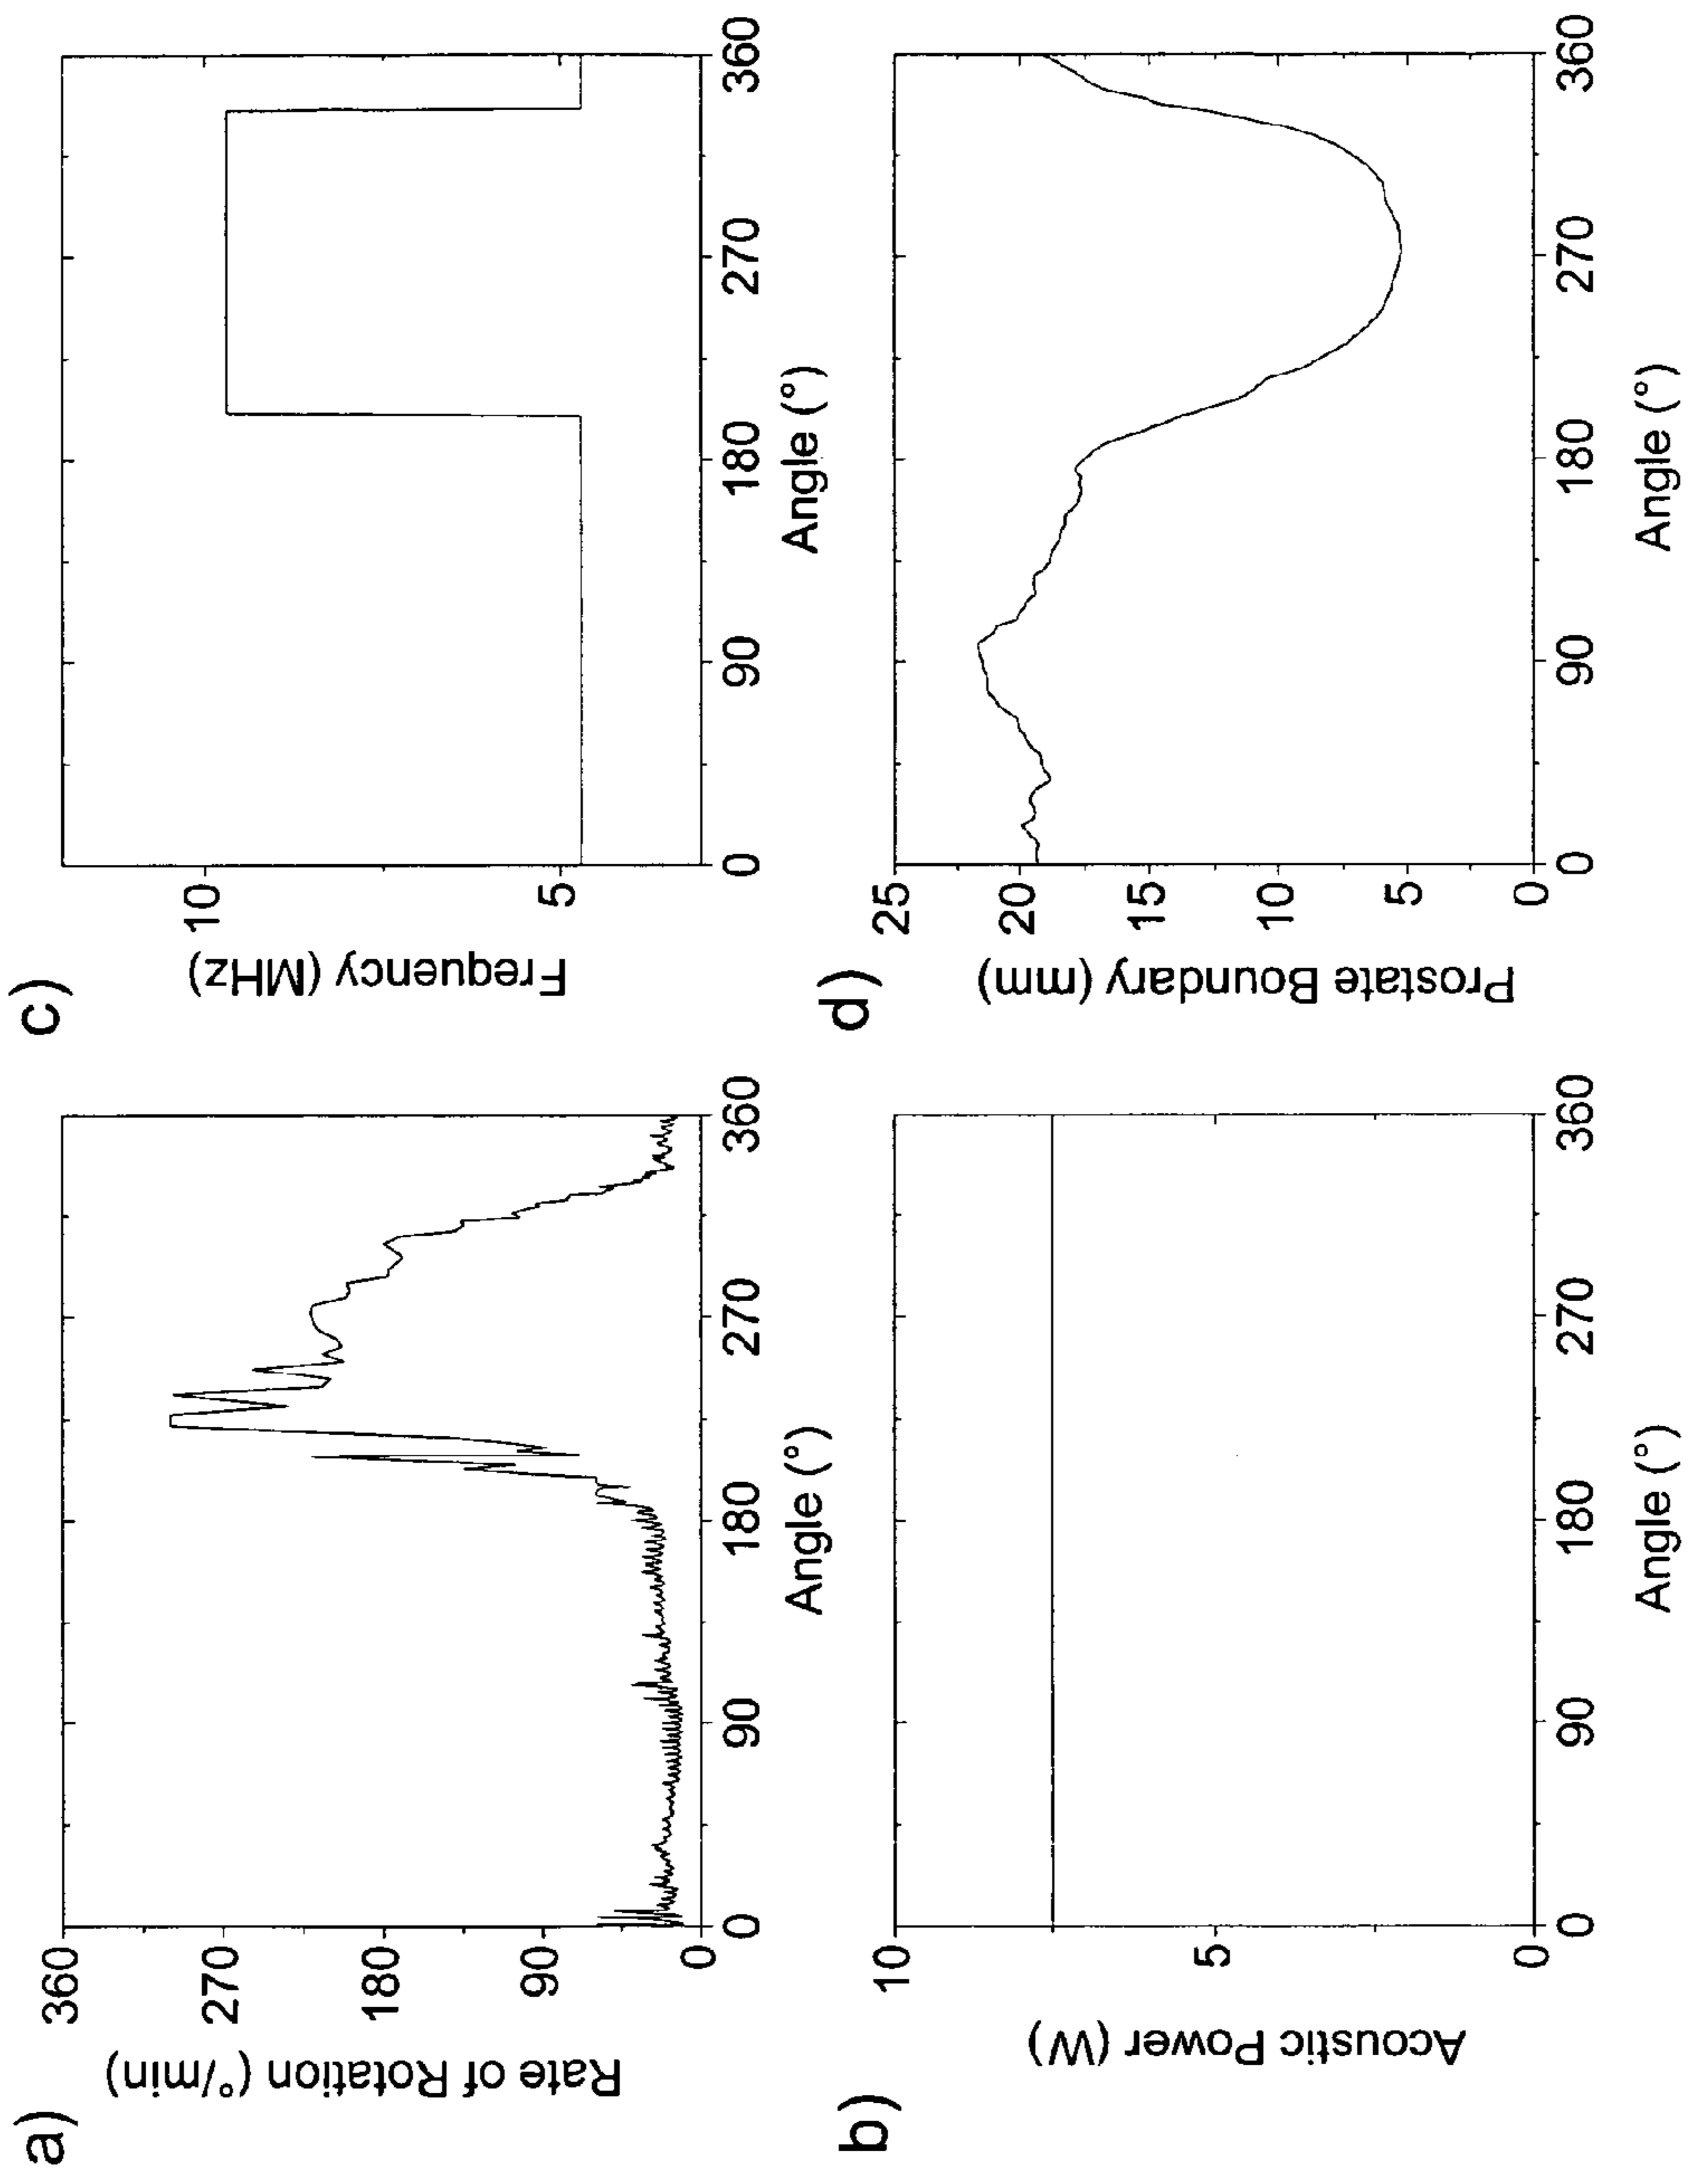 a)
Rate of Rotation (°/min)
360
270
180
90
0
0 90 180 270 360
Angle (°)
b)
Acoustic Power (W)
10
5
0
0 90 180 270 360
Angle (°)
c)
Frequency (MHz)
10
5
0 90 180 270 360
Angle (°)
d)
Prostate Boundary (mm)
25
20
15
10
5
0
0 90 180 270 360
Angle (°)